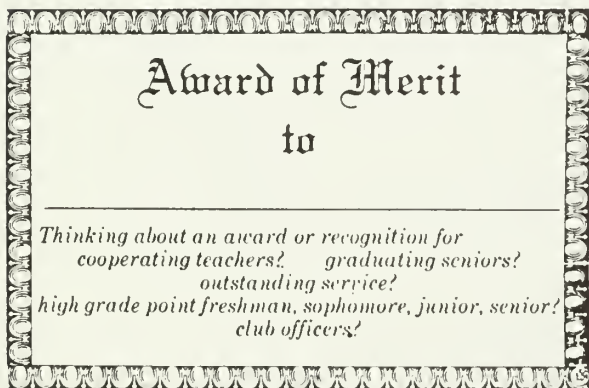 Award of Merit
to
Thinking about an award or recognition for
cooperating teachers? graduating seniors?
outstanding service?
high grade point freshman, sophomore, junior, senior?
club officers?